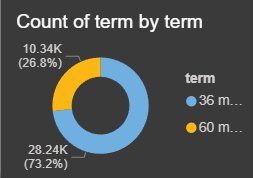 Count of term by term
10.34K
(26.8%)
term
36 m...
60 m...
28.24K
(73.2%)